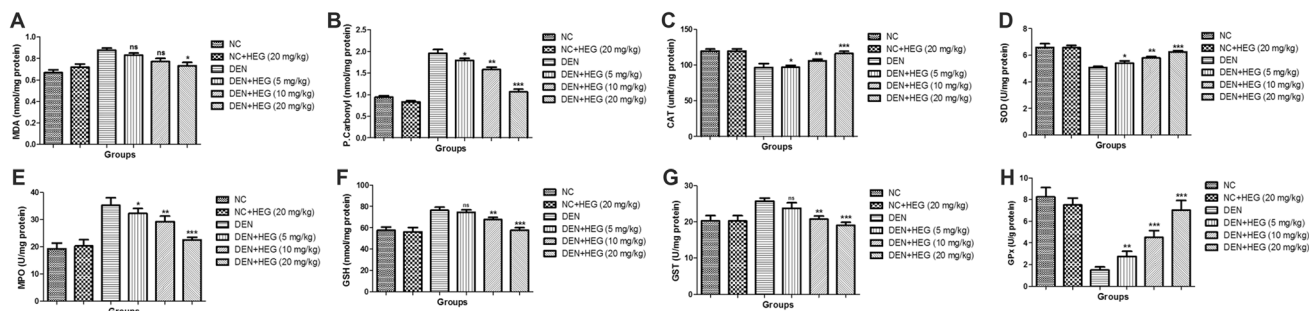 A
MDA (nmol/mg protein)
1.0
0.8
0.6
0.4
0.2
0.0
ns
ns
*
Groups
NC
NC+HEG (20 mg/kg)
DEN
DEN+HEG (5 mg/kg)
DEN+HEG (10 mg/kg)
DEN+HEG (20 mg/kg)
B
P.Carbonyl (nmol/mg protein)
2.5
2.0
1.5
1.0
0.5
0.0
*
**
***
Groups
NC
NC+HEG (20 mg/kg)
DEN
DEN+HEG (5 mg/kg)
DEN+HEG (10 mg/kg)
DEN+HEG (20 mg/kg)
C
CAT (unit/mg protein)
150
100
50
0
*
**
***
Groups
NC
NC+HEG (20 mg/kg)
DEN
DEN+HEG (5 mg/kg)
DEN+HEG (10 mg/kg)
DEN+HEG (20 mg/kg)
D
SOD (U/mg protein)
8
6
4
2
0
*
**
***
Groups
NC
NC+HEG (20 mg/kg)
DEN
DEN+HEG (5 mg/kg)
DEN+HEG (10 mg/kg)
DEN+HEG (20 mg/kg)
E
MPO (U/mg protein)
40
30
20
10
0
*
**
***
Groups
NC
NC+HEG (20 mg/kg)
DEN
DEN+HEG (5 mg/kg)
DEN+HEG (10 mg/kg)
DEN+HEG (20 mg/kg)
F
GSH (nmol/mg protein)
100
80
60
40
20
0
ns
**
***
Groups
NC
NC+HEG (20 mg/kg)
DEN
DEN+HEG (5 mg/kg)
DEN+HEG (10 mg/kg)
DEN+HEG (20 mg/kg)
G
GST (U/mg protein)
30
20
10
0
ns
**
***
Groups
NC
NC+HEG (20 mg/kg)
DEN
DEN+HEG (5 mg/kg)
DEN+HEG (10 mg/kg)
DEN+HEG (20 mg/kg)
H
GPx (U/g protein)
10
8
6
4
2
0
**
***
***
Groups
NC
NC+HEG (20 mg/kg)
DEN
DEN+HEG (5 mg/kg)
DEN+HEG (10 mg/kg)
DEN+HEG (20 mg/kg)